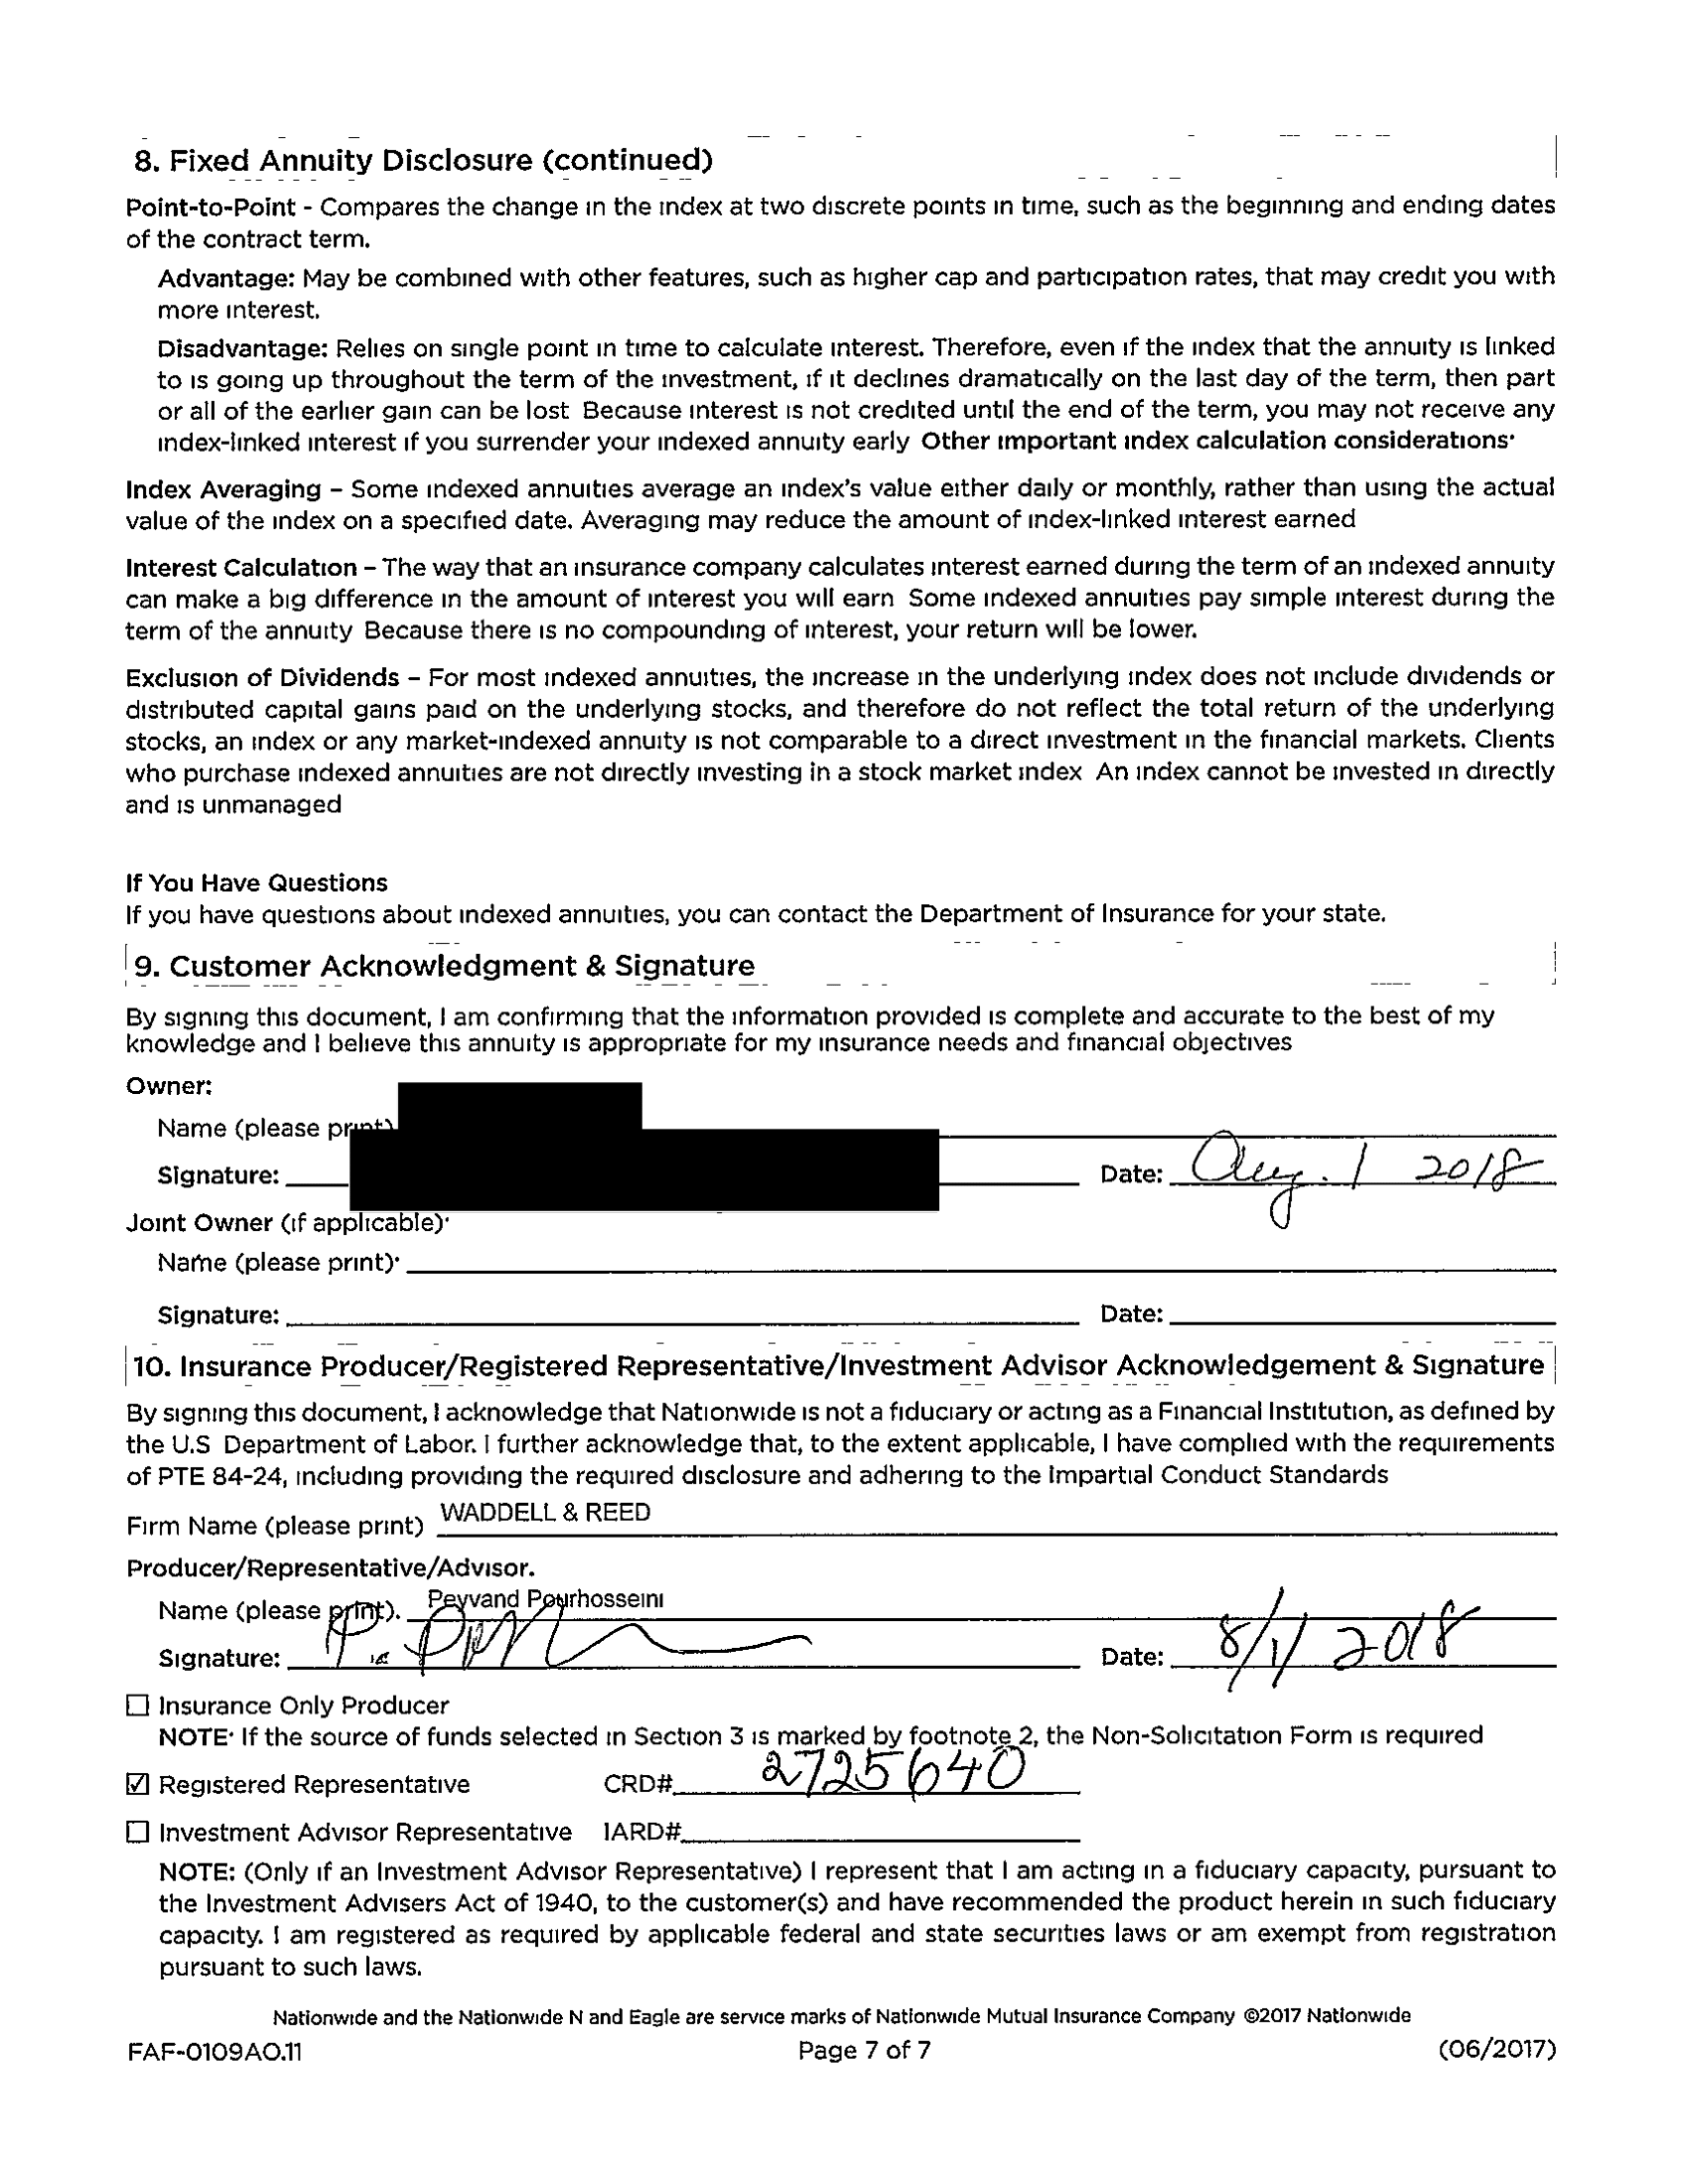 8. Fixed Annuity Disclosure (continued)
Point-to-Point - Compares the change in the index at two discrete points in time, such as the beginning and ending dates
of the contract term.
Advantage: May be combined with other features, such as higher cap and participation rates, that may credit you with
more interest.
Disadvantage: Relies on single point in time to calculate interest. Therefore, even if the index that the annuity is linked
to is going up throughout the term of the investment, if it declines dramatically on the last day of the term, then part
or all of the earlier gain can be lost Because interest is not credited until the end of the term, you may not receive any
index-linked interest if you surrender your indexed annuity early Other important index calculation considerations·
Index Averaging – Some indexed annuities average an index's value either daily or monthly, rather than using the actual
value of the index on a specified date. Averaging may reduce the amount of index-linked interest earned
Interest Calculation – The way that an insurance company calculates interest earned during the term of an indexed annuity
can make a big difference in the amount of interest you will earn Some indexed annuities pay simple interest during the
term of the annuity Because there is no compounding of interest, your return will be lower.
Exclusion of Dividends – For most indexed annuities, the increase in the underlying index does not include dividends or
distributed capital gains paid on the underlying stocks, and therefore do not reflect the total return of the underlying
stocks, an index or any market-indexed annuity is not comparable to a direct investment in the financial markets. Clients
who purchase indexed annuities are not directly investing in a stock market index An index cannot be invested in directly
and is unmanaged
If You Have Questions
If you have questions about indexed annuities, you can contact the Department of Insurance for your state.
9. Customer Acknowledgment & Signature
By signing this document, I am confirming that the information provided is complete and accurate to the best of my
knowledge and I believe this annuity is appropriate for my insurance needs and financial objectives
Owner:
Name (please print)
Signature: Date: Aug. 1 2018
Joint Owner (if applicable)·
Name (please print)·
Signature: Date:
10. Insurance Producer/Registered Representative/Investment Advisor Acknowledgement & Signature
By signing this document, I acknowledge that Nationwide is not a fiduciary or acting as a Financial Institution, as defined by
the U.S Department of Labor. I further acknowledge that, to the extent applicable, I have complied with the requirements
of PTE 84-24, including providing the required disclosure and adhering to the Impartial Conduct Standards
Firm Name (please print) WADDELL & REED
Producer/Representative/Advisor.
Name (please print). Peyvand Pourhosseini
Signature: Date: 8/1/2018
☐ Insurance Only Producer
NOTE· If the source of funds selected in Section 3 is marked by footnote 2, the Non-Solicitation Form is required
☑ Registered Representative CRD# 2725640
☐ Investment Advisor Representative IARD#
NOTE: (Only if an Investment Advisor Representative) I represent that I am acting in a fiduciary capacity, pursuant to
the Investment Advisers Act of 1940, to the customer(s) and have recommended the product herein in such fiduciary
capacity. I am registered as required by applicable federal and state securities laws or am exempt from registration
pursuant to such laws.
Nationwide and the Nationwide N and Eagle are service marks of Nationwide Mutual Insurance Company ©2017 Nationwide
FAF-0109AO.11 Page 7 of 7 (06/2017)